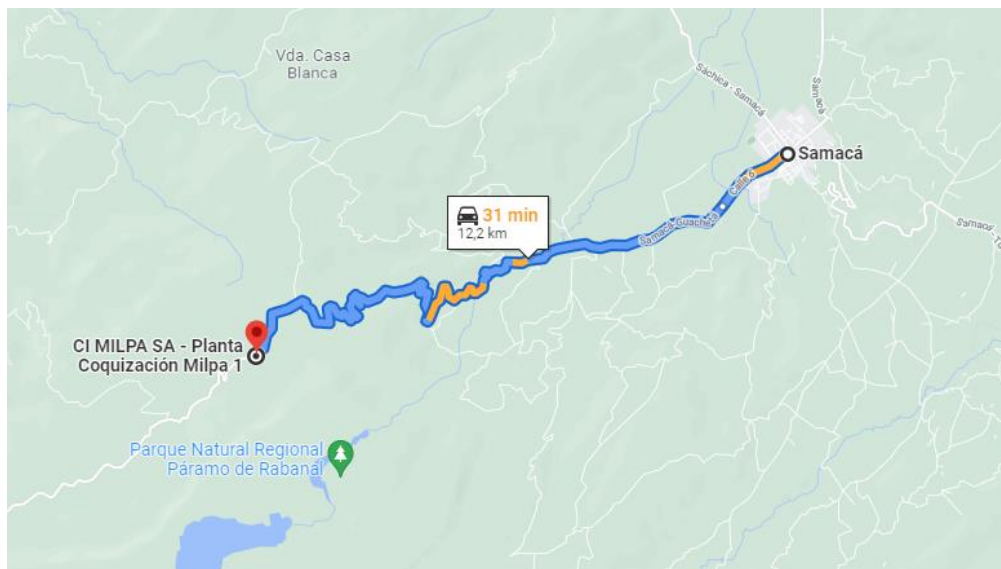 Vda. Casa
Blanca
Sáchica - Samacá
Samacá
Samacá
Calle 6
Samacá-Guachetá
31 min
12,2 km
CI MILPA SA - Planta
Coquización Milpa 1
Parque Natural Regional
Páramo de Rabanal